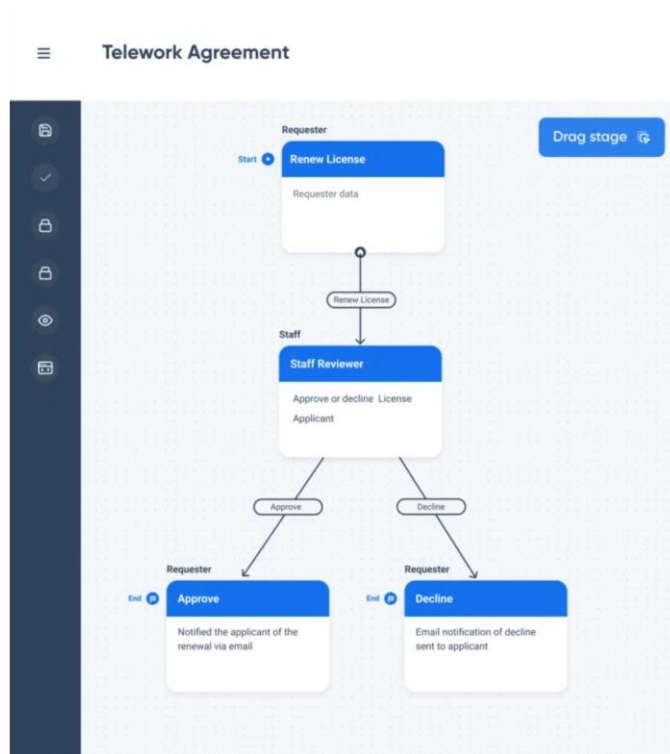 Telework Agreement
Drag stage
Requester
Start
Renew License
Requester data
Renew License
Staff
Staff Reviewer
Approve or decline License
Applicant
Approve
Decline
Requester
Requester
End
Approve
End
Decline
Notified the applicant of the
renewal via email
Email notification of decline
sent to applicant